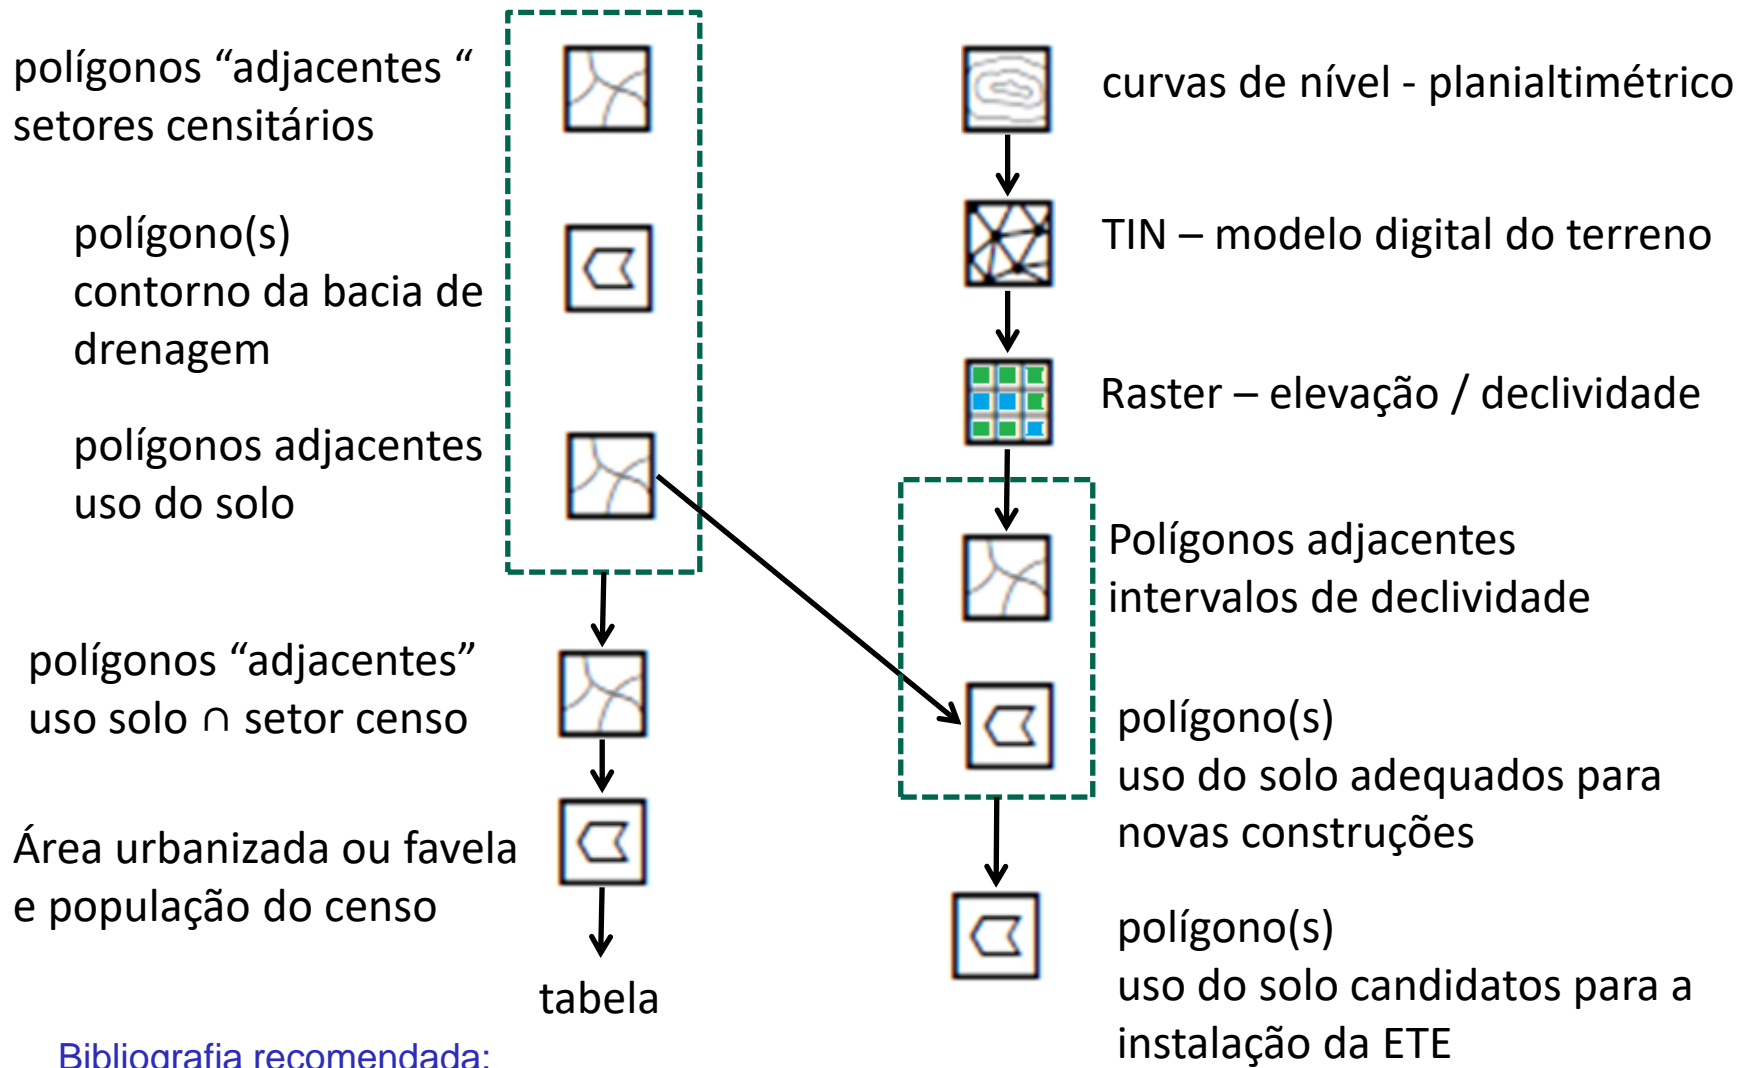 polígonos “adjacentes “
setores censitários
polígono(s)
contorno da bacia de
drenagem
polígonos adjacentes
uso do solo
polígonos “adjacentes”
uso solo ∩ setor censo
Área urbanizada ou favela
e população do censo
tabela
Bibliografia recomendada:
curvas de nível - planialtimétrico
TIN – modelo digital do terreno
Raster – elevação / declividade
Polígonos adjacentes
intervalos de declividade
polígono(s)
uso do solo adequados para
novas construções
polígono(s)
uso do solo candidatos para a
instalação da ETE